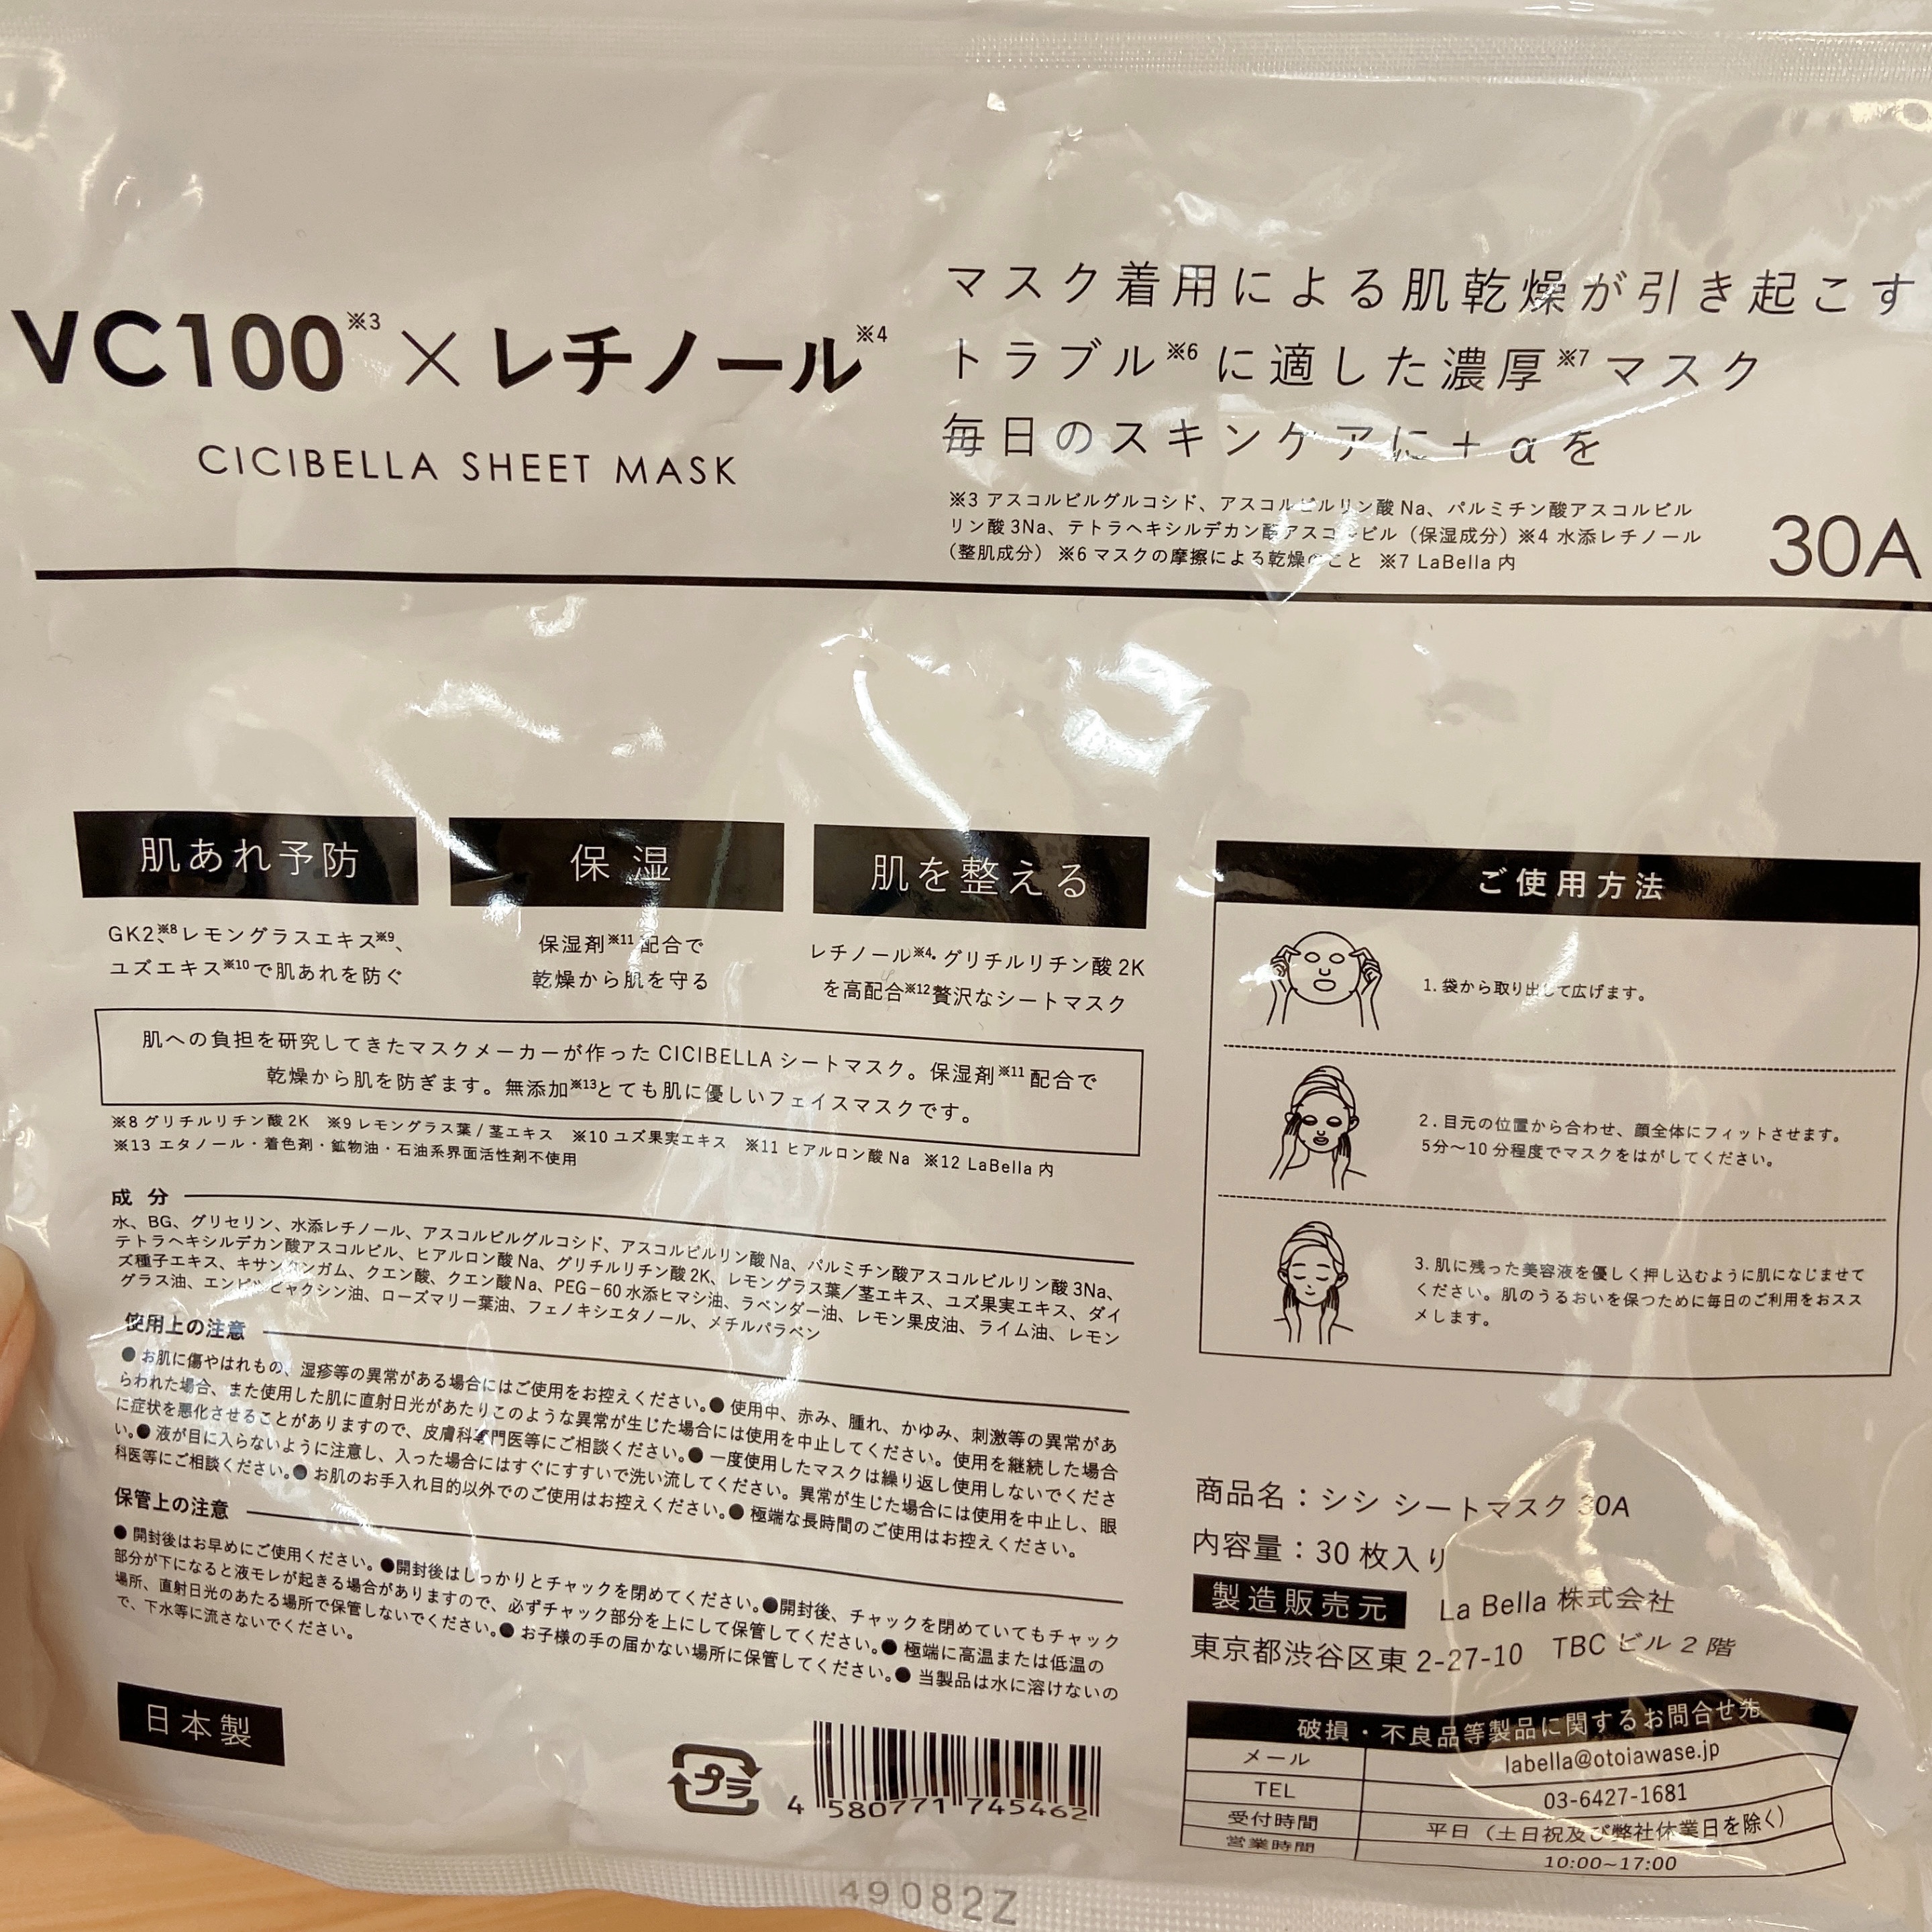 VC100※3×レチノール※4
CICIBELLA SHEET MASK
マスク着用による肌乾燥が引き起こす
トラブル※6に適した濃厚※7マスク
毎日のスキンケアに+αを
※3 アスコルビルグルコシド、アスコルビルリン酸Na、パルミチン酸アスコルビル
リン酸3Na、テトラヘキシルデカン酸アスコルビル（保湿成分）※4 水添レチノール
（整肌成分）※6 マスクの摩擦による乾燥のこと ※7 LaBella内
30A
肌あれ予防
GK2※8、レモングラスエキス※9、
ユズエキス※10で肌あれを防ぐ
保湿
保湿剤※11配合で
乾燥から肌を守る
肌を整える
レチノール※4・グリチルリチン酸2K
を高配合※12贅沢なシートマスク
肌への負担を研究してきたマスクメーカーが作ったCICIBELLAシートマスク。保湿剤※11配合で
乾燥から肌を防ぎます。無添加※13とても肌に優しいフェイスマスクです。
※8 グリチルリチン酸2K ※9 レモングラス葉/茎エキス ※10 ユズ果実エキス ※11 ヒアルロン酸Na ※12 LaBella内
※13 エタノール・着色剤・鉱物油・石油系界面活性剤不使用
成分
水、BG、グリセリン、水添レチノール、アスコルビルグルコシド、アスコルビルリン酸Na、パルミチン酸アスコルビルリン酸3Na、
テトラヘキシルデカン酸アスコルビル、ヒアルロン酸Na、グリチルリチン酸2K、レモングラス葉/茎エキス、ユズ果実エキス、ダイ
ズ種子エキス、キサンタンガム、クエン酸、クエン酸Na、PEG-60水添ヒマシ油、ラベンダー油、レモン果皮油、ライム油、レモン
グラス油、エンピツビャクシン油、ローズマリー葉油、フェノキシエタノール、メチルパラベン
使用上の注意
●お肌に傷やはれもの、湿疹等の異常がある場合にはご使用をお控えください。●使用中、赤み、腫れ、かゆみ、刺激等の異常があ
らわれた場合、また使用した肌に直射日光があたりこのような異常が生じた場合には使用を中止してください。使用を継続した場合
に症状を悪化させることがありますので、皮膚科専門医等にご相談ください。●一度使用したマスクは繰り返し使用しないでくださ
い。●液が目に入らないように注意し、入った場合にはすぐにすすいで洗い流してください。異常が生じた場合には使用を中止し、眼
科医等にご相談ください。●お肌のお手入れ目的以外でのご使用はお控えください。●極端な長時間のご使用はお控えください。
保管上の注意
●開封後はお早めにご使用ください。●開封後はしっかりとチャックを閉めてください。●開封後、チャックを閉めていてもチャック
部分が下になると液モレが起きる場合がありますので、必ずチャック部分を上にして保管してください。●極端に高温または低温の
場所、直射日光のあたる場所で保管しないでください。●お子様の手の届かない場所に保管してください。●当製品は水に溶けないの
で、下水等に流さないでください。
日本製
プラ
4 580771 745462
ご使用方法
1. 袋から取り出して広げます。
2. 目元の位置から合わせ、顔全体にフィットさせます。
5分～10分程度でマスクをはがしてください。
3. 肌に残った美容液を優しく押し込むように肌になじませて
ください。肌のうるおいを保つために毎日のご利用をおスス
メします。
商品名：シシ シートマスク 30A
内容量：30枚入り
製造販売元 La Bella 株式会社
東京都渋谷区東2-27-10 TBCビル2階
破損・不良品等製品に関するお問合せ先
メール labella@otoiawase.jp
TEL 03-6427-1681
受付時間 平日（土日祝及び弊社休業日を除く）
営業時間 10:00~17:00
49082Z